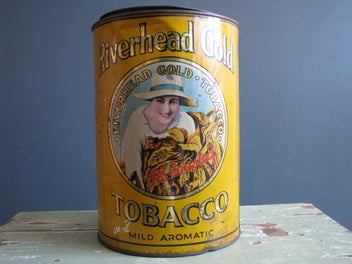 Riverhead Gold
RIVERHEAD GOLD · TOBACCO
TOBACCO
MILD AROMATIC